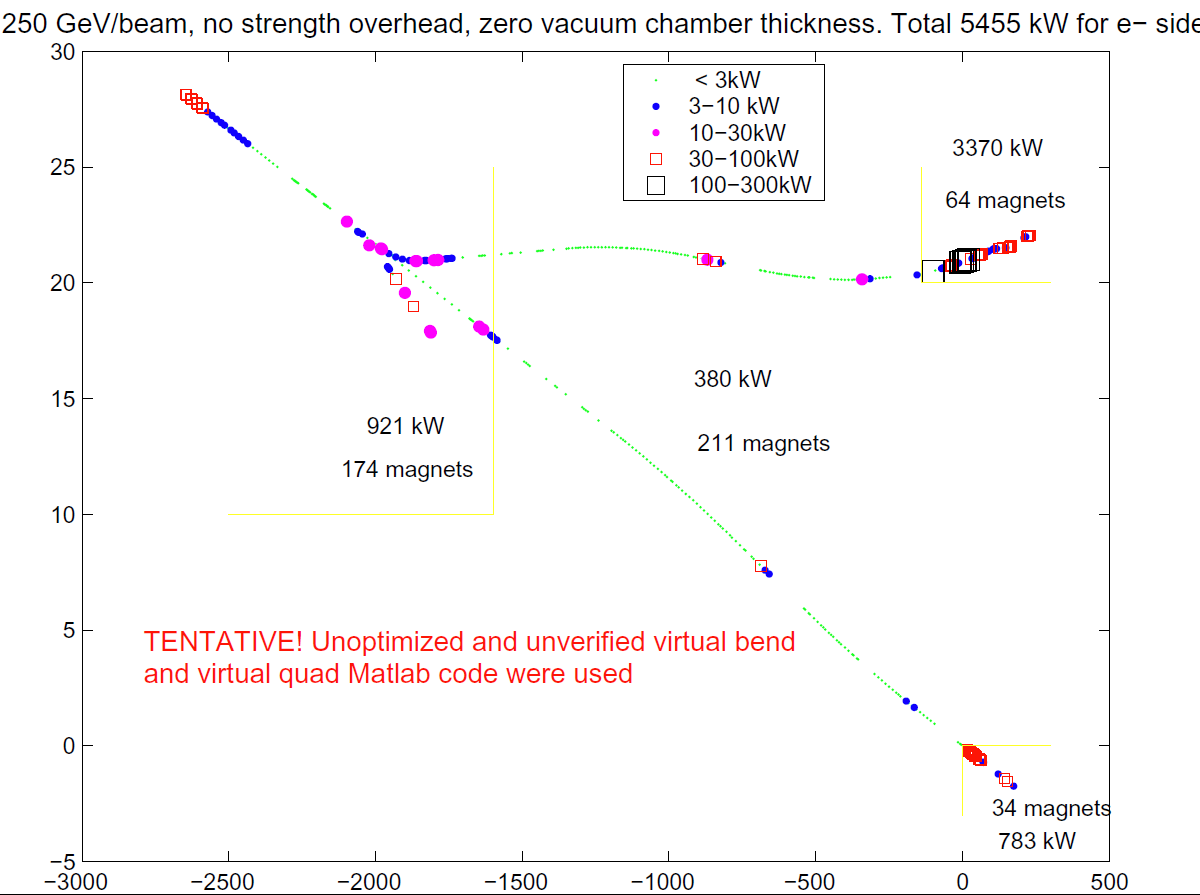 250 GeV/beam, no strength overhead, zero vacuum chamber thickness. Total 5455 kW for e− side
30
25
20
15
10
5
0
−5
< 3kW
3−10 kW
10−30kW
30−100kW
100−300kW
3370 kW
64 magnets
380 kW
211 magnets
921 kW
174 magnets
TENTATIVE! Unoptimized and unverified virtual bend
and virtual quad Matlab code were used
34 magnets
783 kW
−3000
−2500
−2000
−1500
−1000
−500
0
500